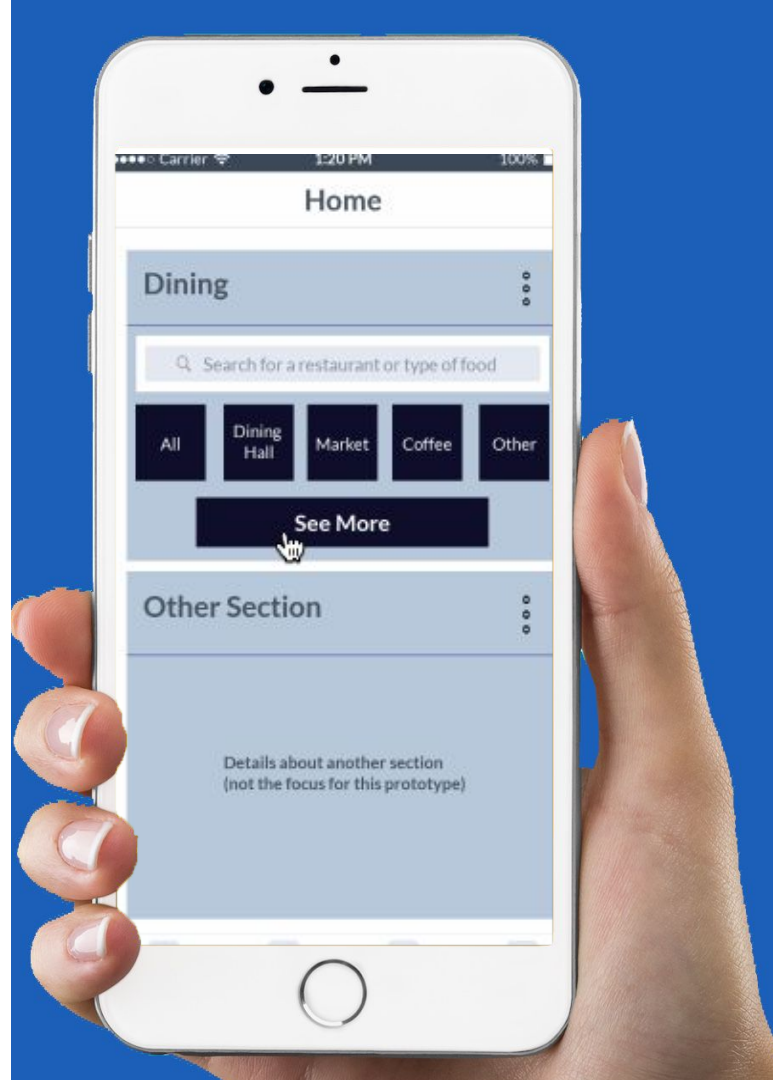 Carrier 1:20 PM 100%
Home
Dining
Search for a restaurant or type of food
All
Dining
Hall
Market
Coffee
Other
See More
Other Section
Details about another section
(not the focus for this prototype)